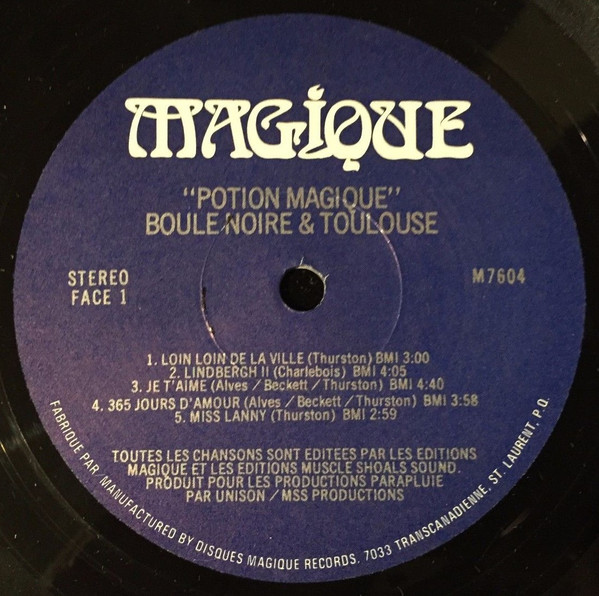 MAGIQUE
"POTION MAGIQUE"
BOULE NOIRE & TOULOUSE
STEREO
FACE 1
M7604
1. LOIN LOIN DE LA VILLE (Thurston) BMI 3:00
2. LINDBERGH II (Charlebois) BMI 4:05
3. JE T'AIME (Alves / Beckett / Thurston) BMI 4:40
4. 365 JOURS D'AMOUR (Alves / Beckett / Thurston) BMI 3:58
5. MISS LANNY (Thurston) BMI 2:59
TOUTES LES CHANSONS SONT EDITEES PAR LES EDITIONS
MAGIQUE ET LES EDITIONS MUSCLE SHOALS SOUND.
PRODUIT POUR LES PRODUCTIONS PARAPLUIE
PAR UNISON / MSS PRODUCTIONS
FABRIQUE PAR MANUFACTURED BY DISQUES MAGIQUE RECORDS. 7033 TRANSCANADIENNE, ST. LAURENT, P.Q.